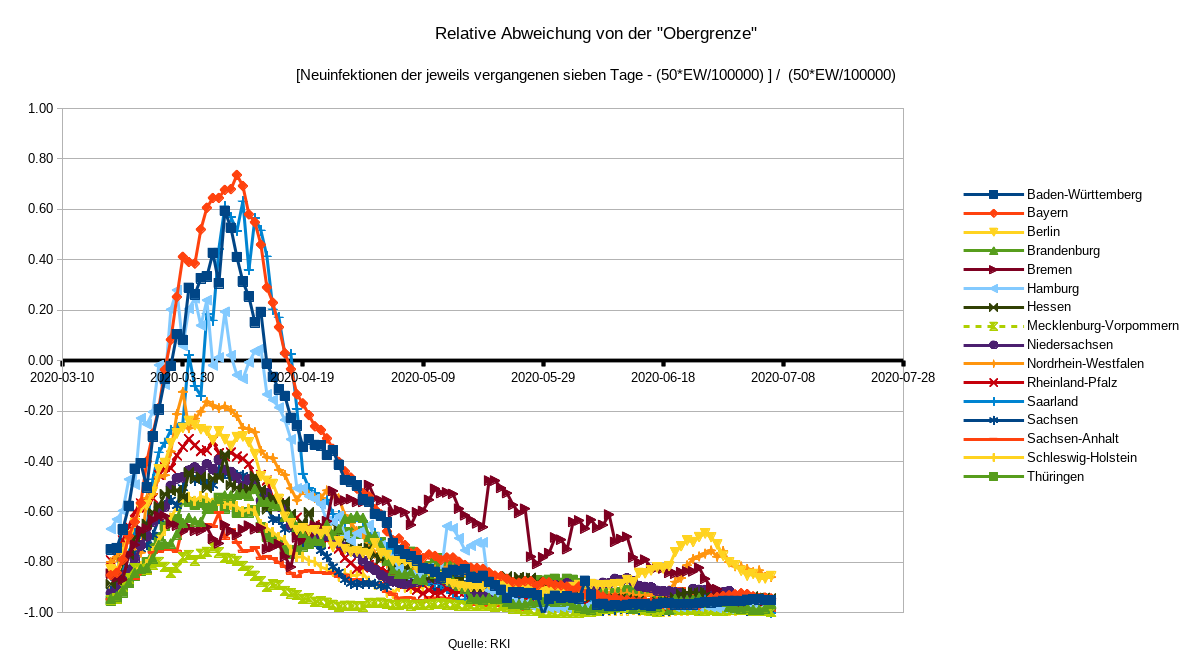 Relative Abweichung von der "Obergrenze"
[Neuinfektionen der jeweils vergangenen sieben Tage - (50*EW/100000) ] / (50*EW/100000)
1.00
0.80
0.60
0.40
0.20
0.00
-0.20
-0.40
-0.60
-0.80
-1.00
2020-03-10 2020-03-30 2020-04-19 2020-05-09 2020-05-29 2020-06-18 2020-07-08 2020-07-28
Baden-Württemberg
Bayern
Berlin
Brandenburg
Bremen
Hamburg
Hessen
Mecklenburg-Vorpommern
Niedersachsen
Nordrhein-Westfalen
Rheinland-Pfalz
Saarland
Sachsen
Sachsen-Anhalt
Schleswig-Holstein
Thüringen
Quelle: RKI